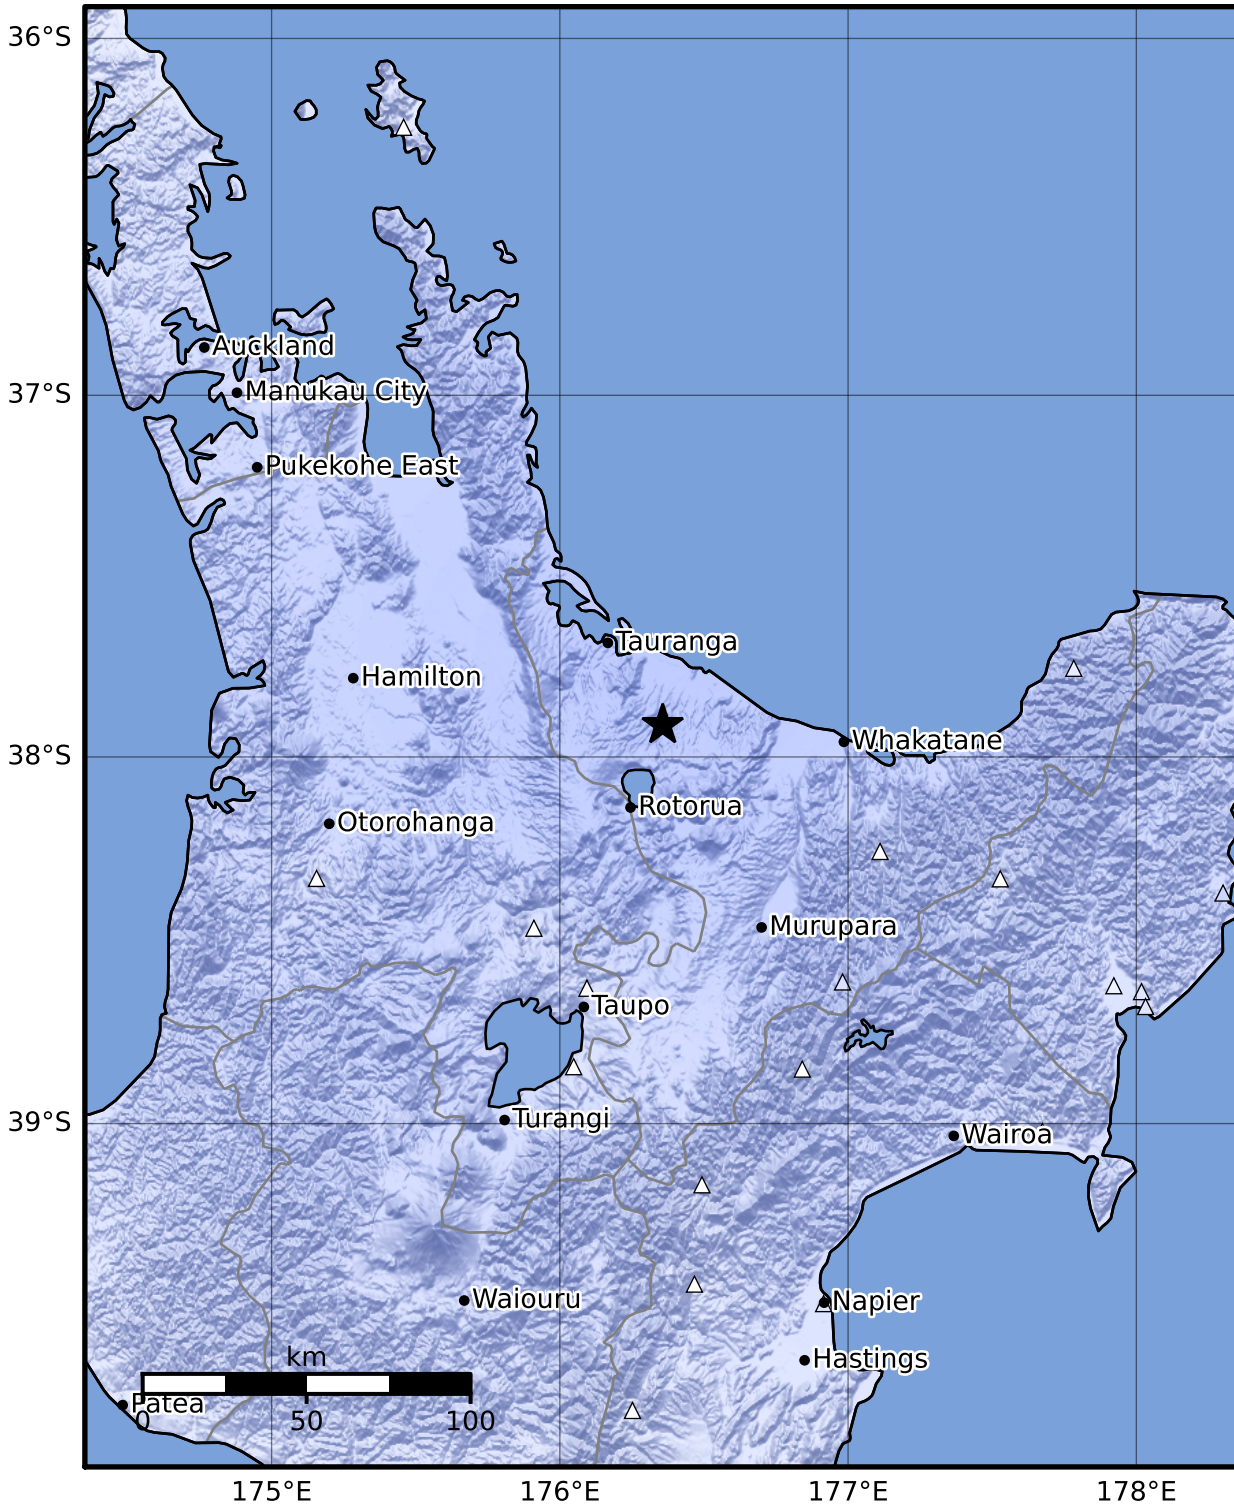 36°S
Auckland
37°S
Manukau City
Pukekohe East
Tauranga
Hamilton
Whakatane
38°S
Rotorua
Otorohanga
Murupara
Taupo
39°S
Turangi
Wairoa
Waiouru
Napier
km
Hastings
Patea
0 50 100
175°E 176°E 177°E 178°E